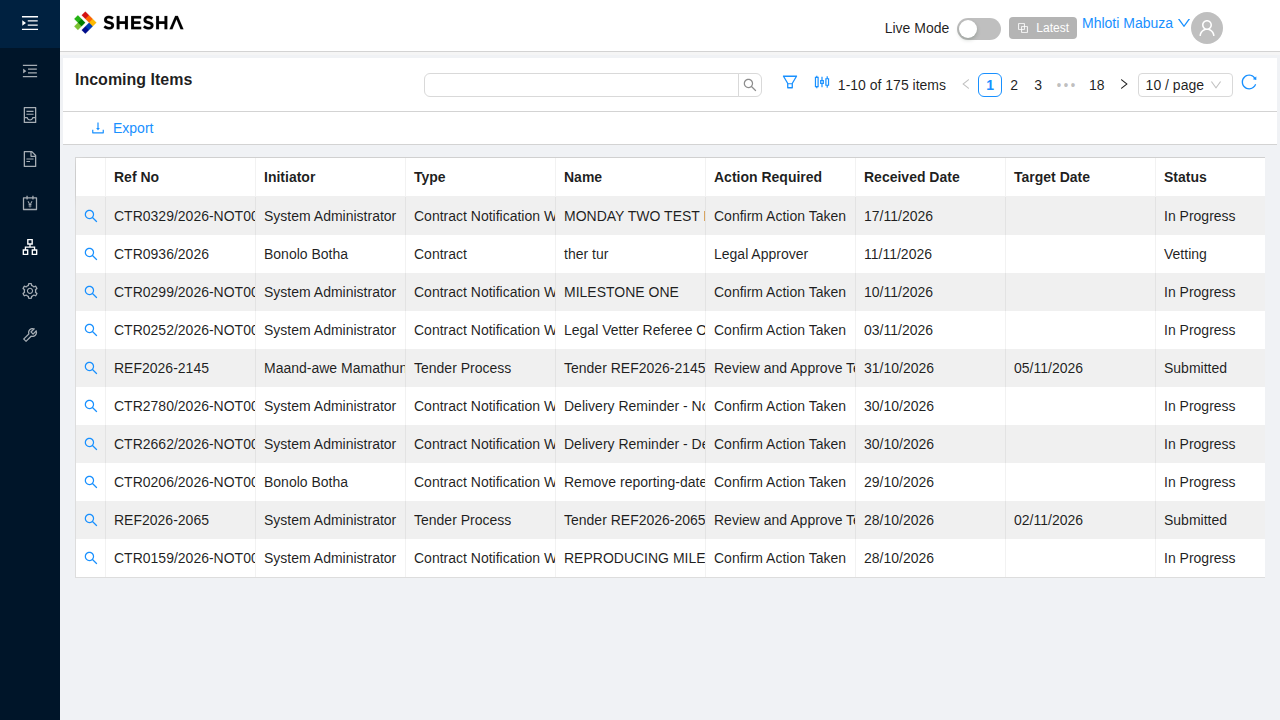 SHESHA
Live Mode
Latest
Mhloti Mabuza
Incoming Items
1-10 of 175 items
1 2 3 ••• 18
10 / page
Export
Ref No Initiator Type Name Action Required Received Date Target Date Status
CTR0329/2026-NOT00 System Administrator Contract Notification W MONDAY TWO TEST Confirm Action Taken 17/11/2026 In Progress
CTR0936/2026 Bonolo Botha Contract ther tur Legal Approver 11/11/2026 Vetting
CTR0299/2026-NOT00 System Administrator Contract Notification W MILESTONE ONE Confirm Action Taken 10/11/2026 In Progress
CTR0252/2026-NOT00 System Administrator Contract Notification W Legal Vetter Referee C Confirm Action Taken 03/11/2026 In Progress
REF2026-2145 Maand-awe Mamathun Tender Process Tender REF2026-2145 Review and Approve Te 31/10/2026 05/11/2026 Submitted
CTR2780/2026-NOT00 System Administrator Contract Notification W Delivery Reminder - No Confirm Action Taken 30/10/2026 In Progress
CTR2662/2026-NOT00 System Administrator Contract Notification W Delivery Reminder - De Confirm Action Taken 30/10/2026 In Progress
CTR0206/2026-NOT00 Bonolo Botha Contract Notification W Remove reporting-date Confirm Action Taken 29/10/2026 In Progress
REF2026-2065 System Administrator Tender Process Tender REF2026-2065 Review and Approve Te 28/10/2026 02/11/2026 Submitted
CTR0159/2026-NOT00 System Administrator Contract Notification W REPRODUCING MILE Confirm Action Taken 28/10/2026 In Progress